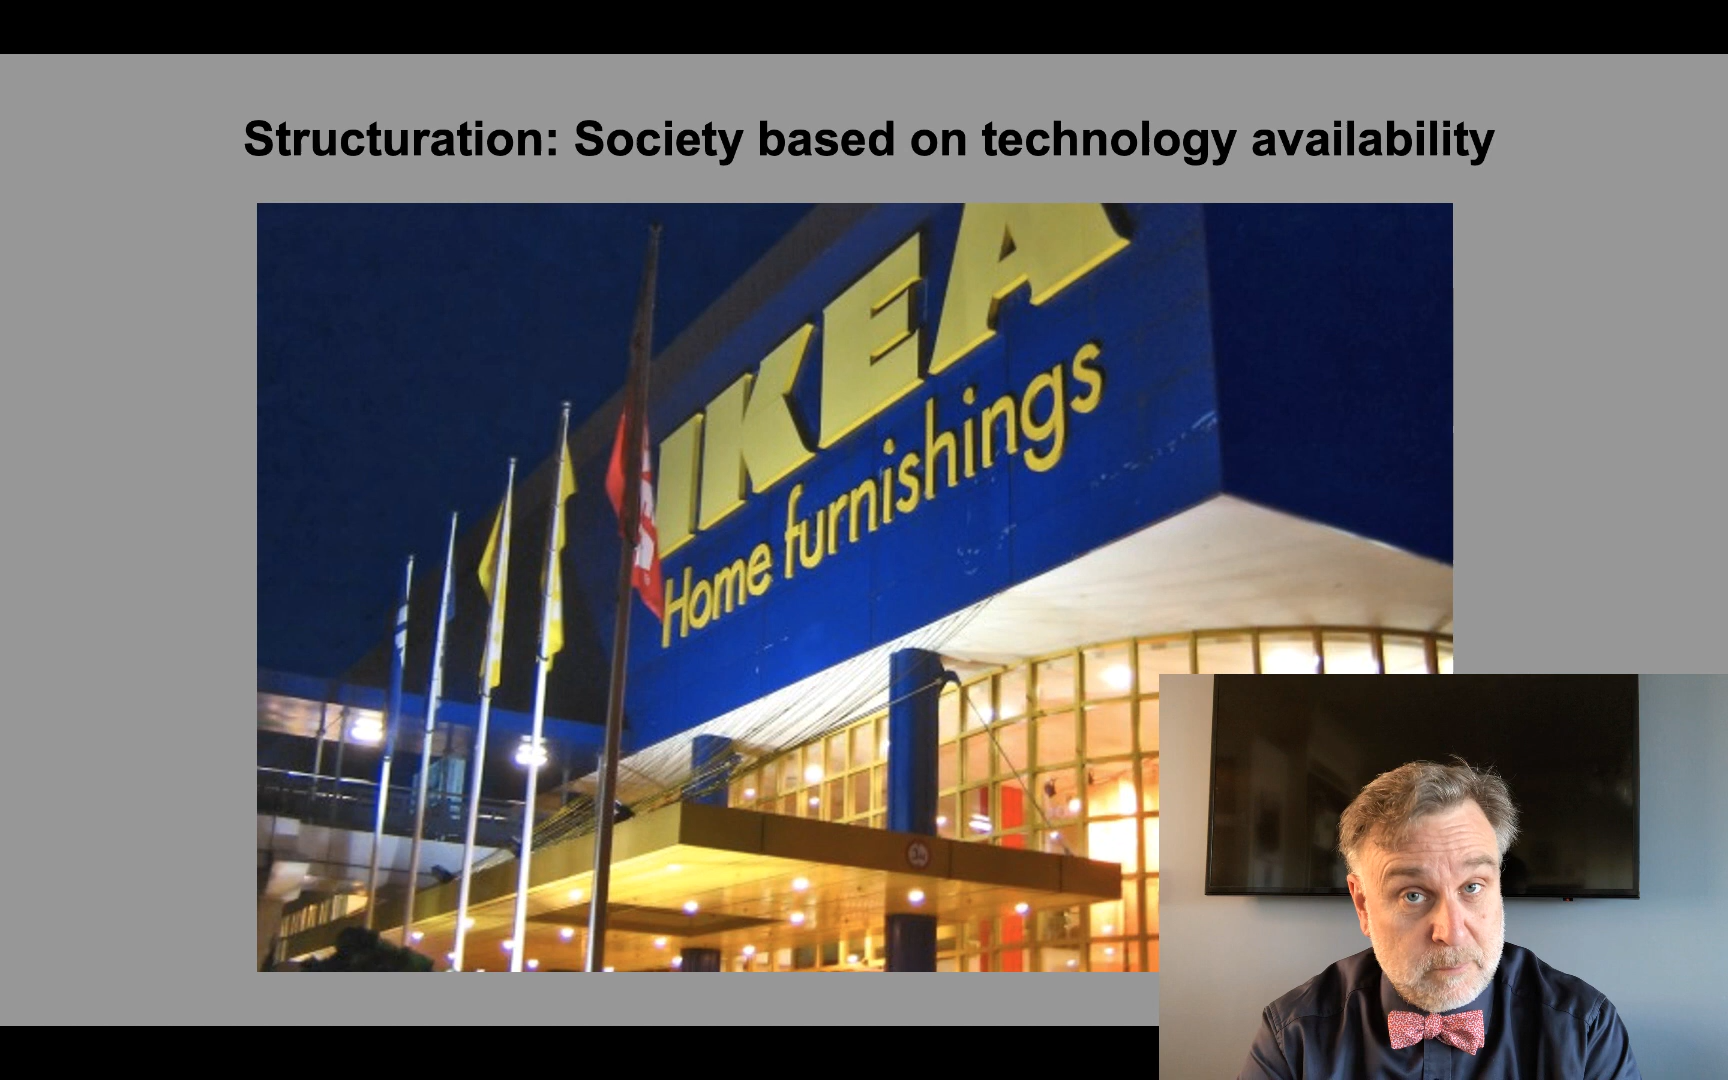 Structuration: Society based on technology availability
IKEA
Home furnishings